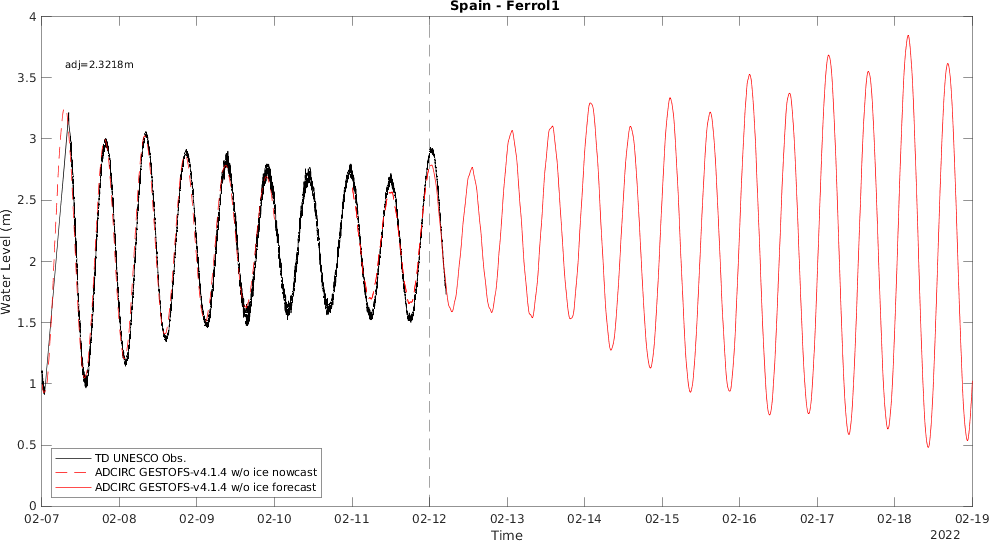 Spain - Ferrol1
adj=2.3218m
4
3.5
3
2.5
2
1.5
1
0.5
0
Water Level (m)
TD UNESCO Obs.
ADCIRC GESTOFS-v4.1.4 w/o ice nowcast
ADCIRC GESTOFS-v4.1.4 w/o ice forecast
02-07 02-08 02-09 02-10 02-11 02-12 02-13 02-14 02-15 02-16 02-17 02-18 02-19
Time
2022